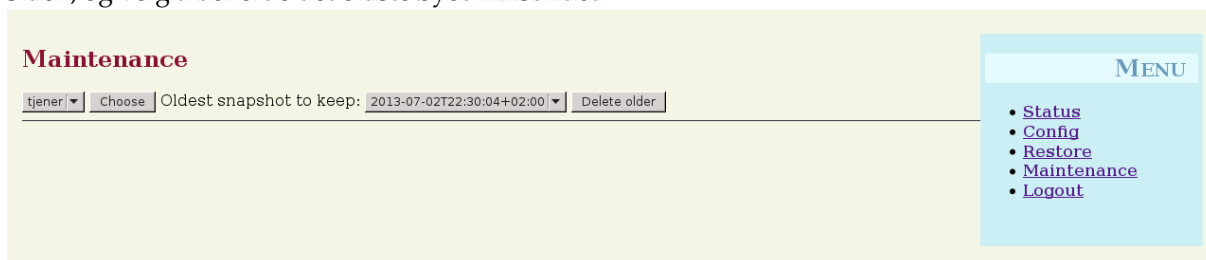 Maintenance
tjener Choose Oldest snapshot to keep: 2013-07-02T22:30:04+02:00 Delete older
MENU
Status
Config
Restore
Maintenance
Logout